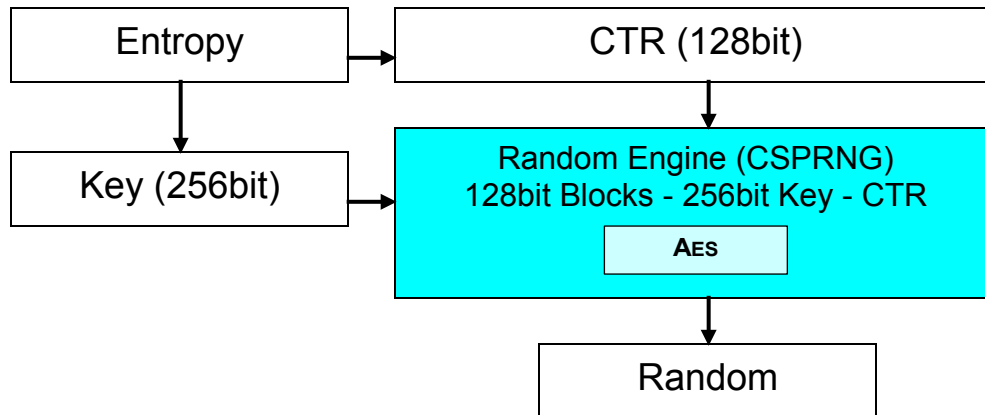 Entropy
CTR (128bit)
Key (256bit)
Random Engine (CSPRNG)
128bit Blocks - 256bit Key - CTR
AES
Random